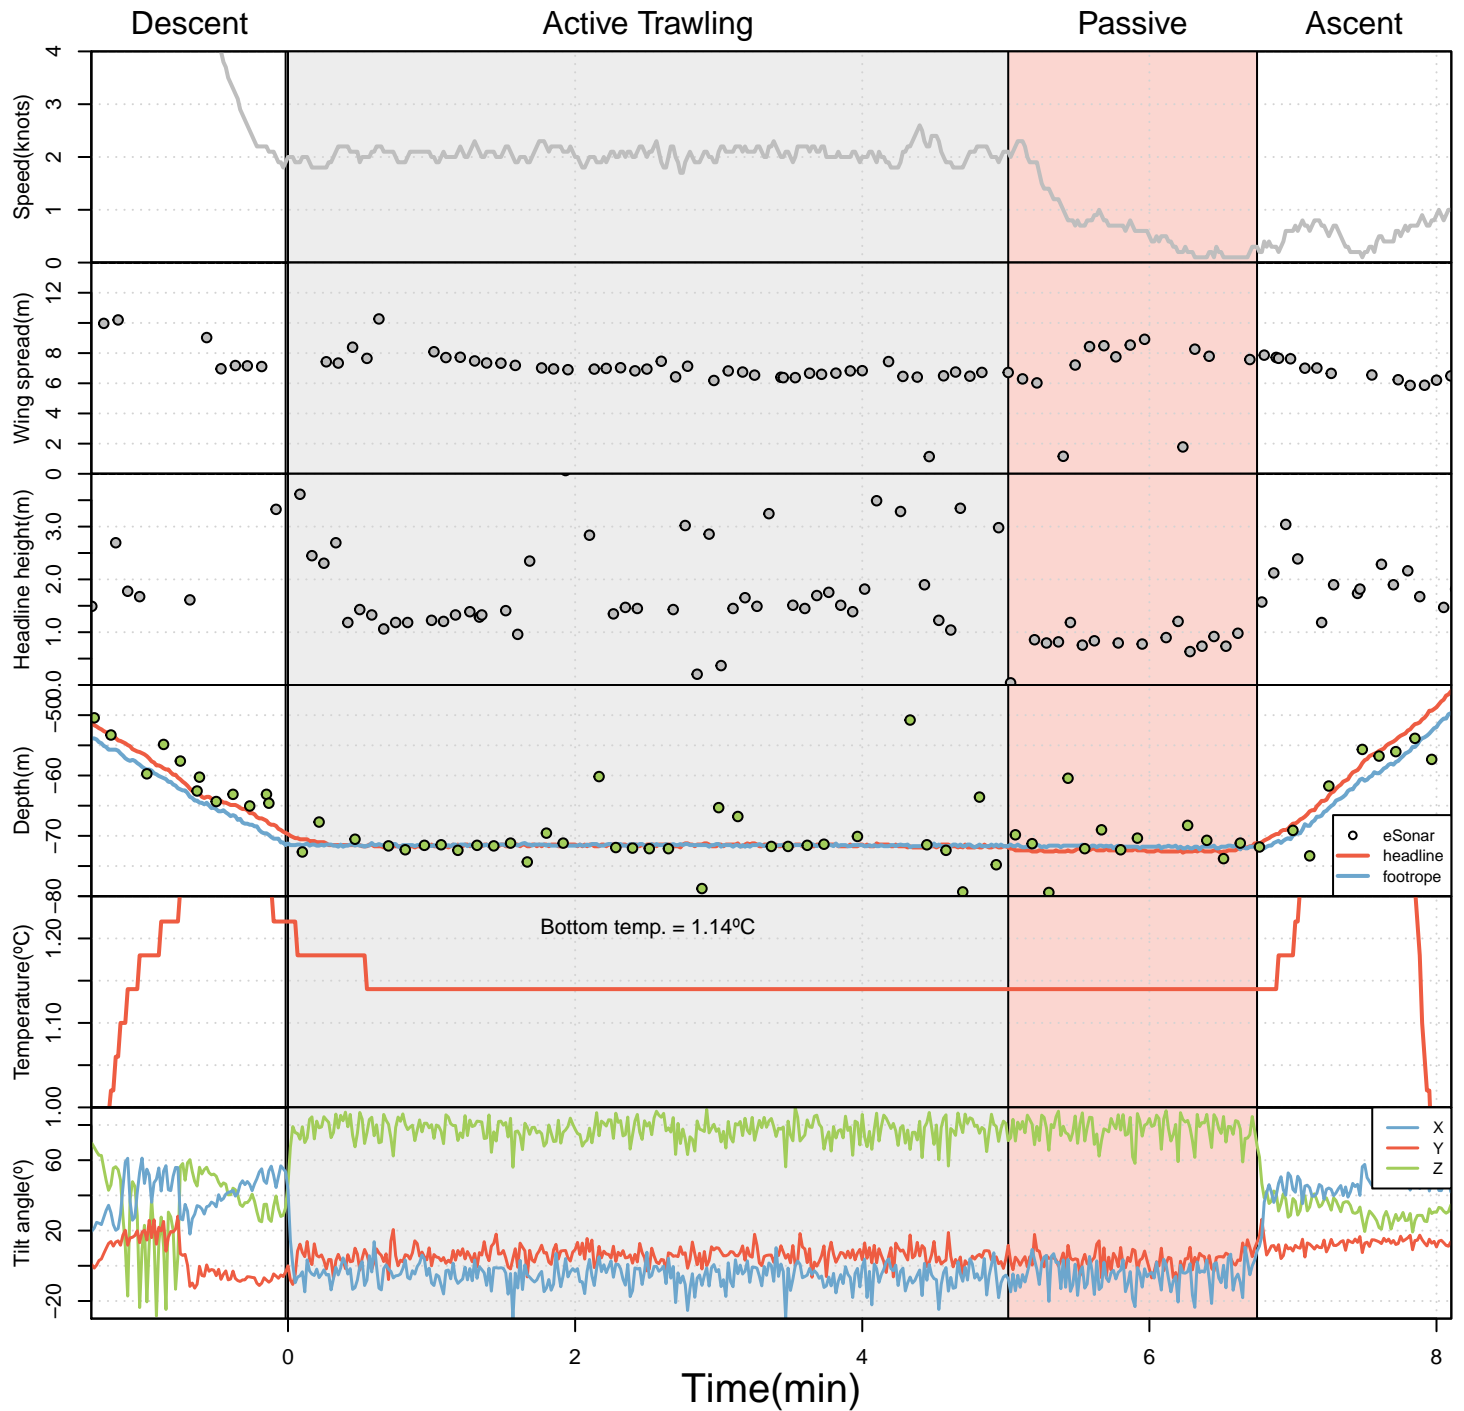 Descent Active Trawling Passive Ascent
Speed(knots)
4
3
2
1
0
Wing spread(m)
12
8
6
4
2
0
Headline height(m)
3.0
2.0
1.0
0.0
Depth(m)
−50
−60
−70
−80
eSonar
headline
footrope
Temperature(ºC)
1.20
1.10
1.00
Bottom temp. = 1.14ºC
Tilt angle(º)
60
20
−20
X
Y
Z
0 2 4 6 8
Time(min)